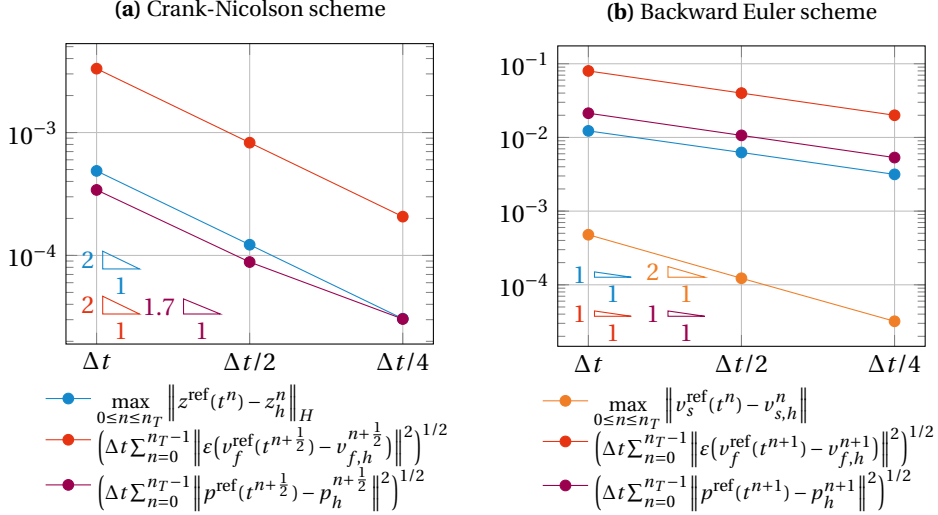 (a) Crank-Nicolson scheme
10^{-3}
10^{-4}
2
1
2
1
1.7
1
Δt
Δt/2
Δt/4
max_{0≤n≤n_T} ‖z^{ref}(t^n) − z_h^n‖_H
(Δt∑_{n=0}^{n_T−1} ‖ε(v_f^{ref}(t^{n+1/2}) − v_{f,h}^{n+1/2})‖^2)^{1/2}
(Δt∑_{n=0}^{n_T−1} ‖p^{ref}(t^{n+1/2}) − p_h^{n+1/2}‖^2)^{1/2}
(b) Backward Euler scheme
10^{-1}
10^{-2}
10^{-3}
10^{-4}
1
1
2
1
1
1
1
1
Δt
Δt/2
Δt/4
max_{0≤n≤n_T} ‖v_s^{ref}(t^n) − v_{s,h}^n‖
(Δt∑_{n=0}^{n_T−1} ‖ε(v_f^{ref}(t^{n+1}) − v_{f,h}^{n+1})‖^2)^{1/2}
(Δt∑_{n=0}^{n_T−1} ‖p^{ref}(t^{n+1}) − p_h^{n+1}‖^2)^{1/2}